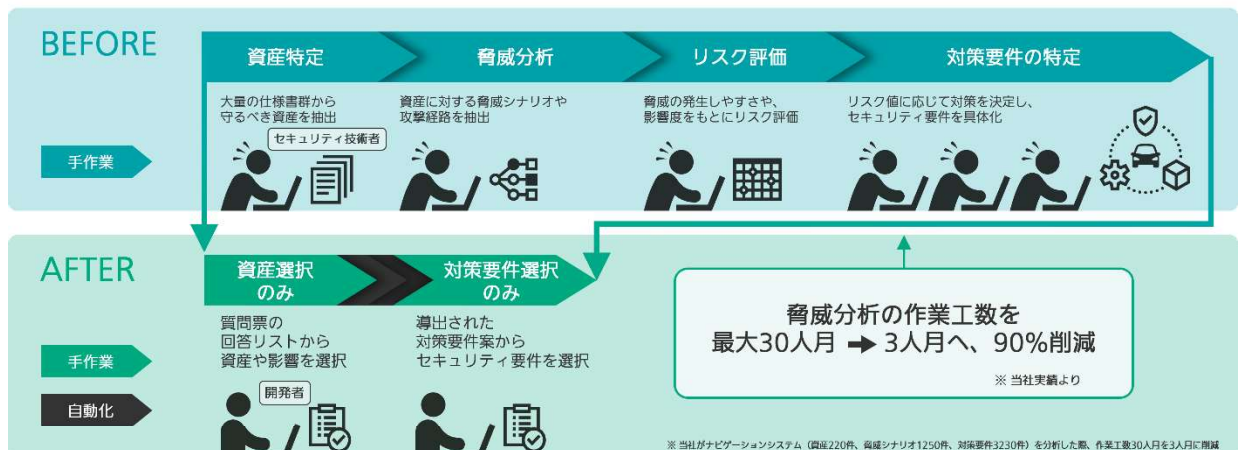 BEFORE
資産特定
脅威分析
リスク評価
対策要件の特定
大量の仕様書群から
守るべき資産を抽出
資産に対する脅威シナリオや
攻撃経路を抽出
脅威の発生しやすさや、
影響度をもとにリスク評価
リスク値に応じて対策を決定し、
セキュリティ要件を具体化
セキュリティ技術者
手作業
AFTER
資産選択
のみ
対策要件選択
のみ
質問票の
回答リストから
資産や影響を選択
導出された
対策要件案から
セキュリティ要件を選択
手作業
自動化
開発者
脅威分析の作業工数を
最大30人月 ➡ 3人月へ、90%削減
※ 当社実績より
※ 当社がナビゲーションシステム（資産220件、脅威シナリオ1250件、対策要件3230件）を分析した際、作業工数30人月を3人月に削減